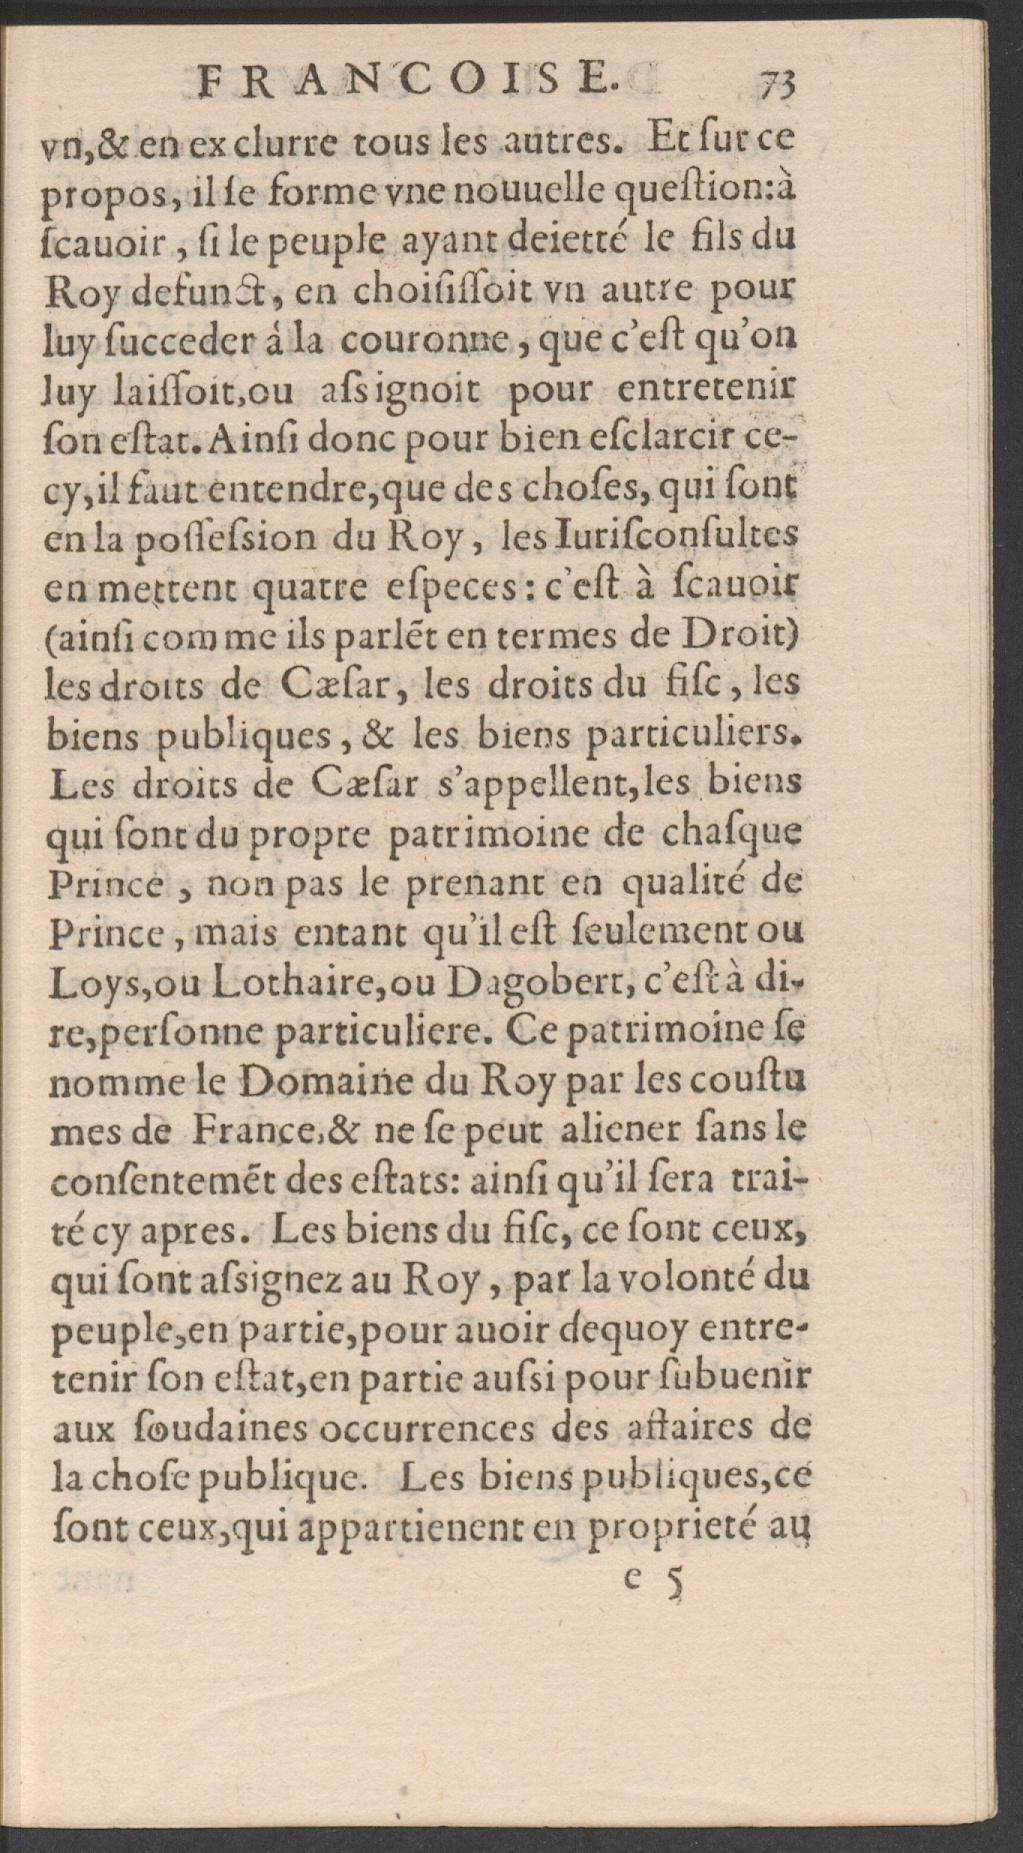 FRANCOISE. 73
vn,& en exclurre tous les autres. Et ſur ce
propos, il ſe forme vne nouuelle queſtion:à
ſcauoir, ſi le peuple ayant deietté le fils du
Roy defunct, en choiſiſſoit vn autre pour
luy ſucceder á la couronne, que c'eſt qu'on
luy laiſſoit,ou aſsignoit pour entretenir
ſon eſtat. Ainſi donc pour bien eſclarcir ce-
cy,il faut entendre,que des choſes, qui ſont
en la poſſeſsion du Roy, les Iuriſconſultes
en mettent quatre eſpeces: c'eſt à ſcauoir
(ainſi comme ils parlẽt en termes de Droit)
les droits de Cæſar, les droits du fiſc, les
biens publiques, & les biens particuliers.
Les droits de Cæſar s'appellent,les biens
qui ſont du propre patrimoine de chaſque
Prince, non pas le prenant en qualité de
Prince, mais entant qu'il eſt ſeulement ou
Loys,ou Lothaire,ou Dagobert, c'eſt à di-
re,perſonne particuliere. Ce patrimoine ſe
nomme le Domaine du Roy par les couſtu
mes de France,& ne ſe peut aliener ſans le
conſentemẽt des eſtats: ainſi qu'il ſera trai-
té cy apres. Les biens du fiſc, ce ſont ceux,
qui ſont aſsignez au Roy, par la volonté du
peuple,en partie,pour auoir dequoy entre-
tenir ſon eſtat,en partie auſsi pour ſubuenir
aux ſoudaines occurrences des affaires de
la choſe publique. Les biens publiques,ce
ſont ceux,qui appartienent en proprieté au
e 5